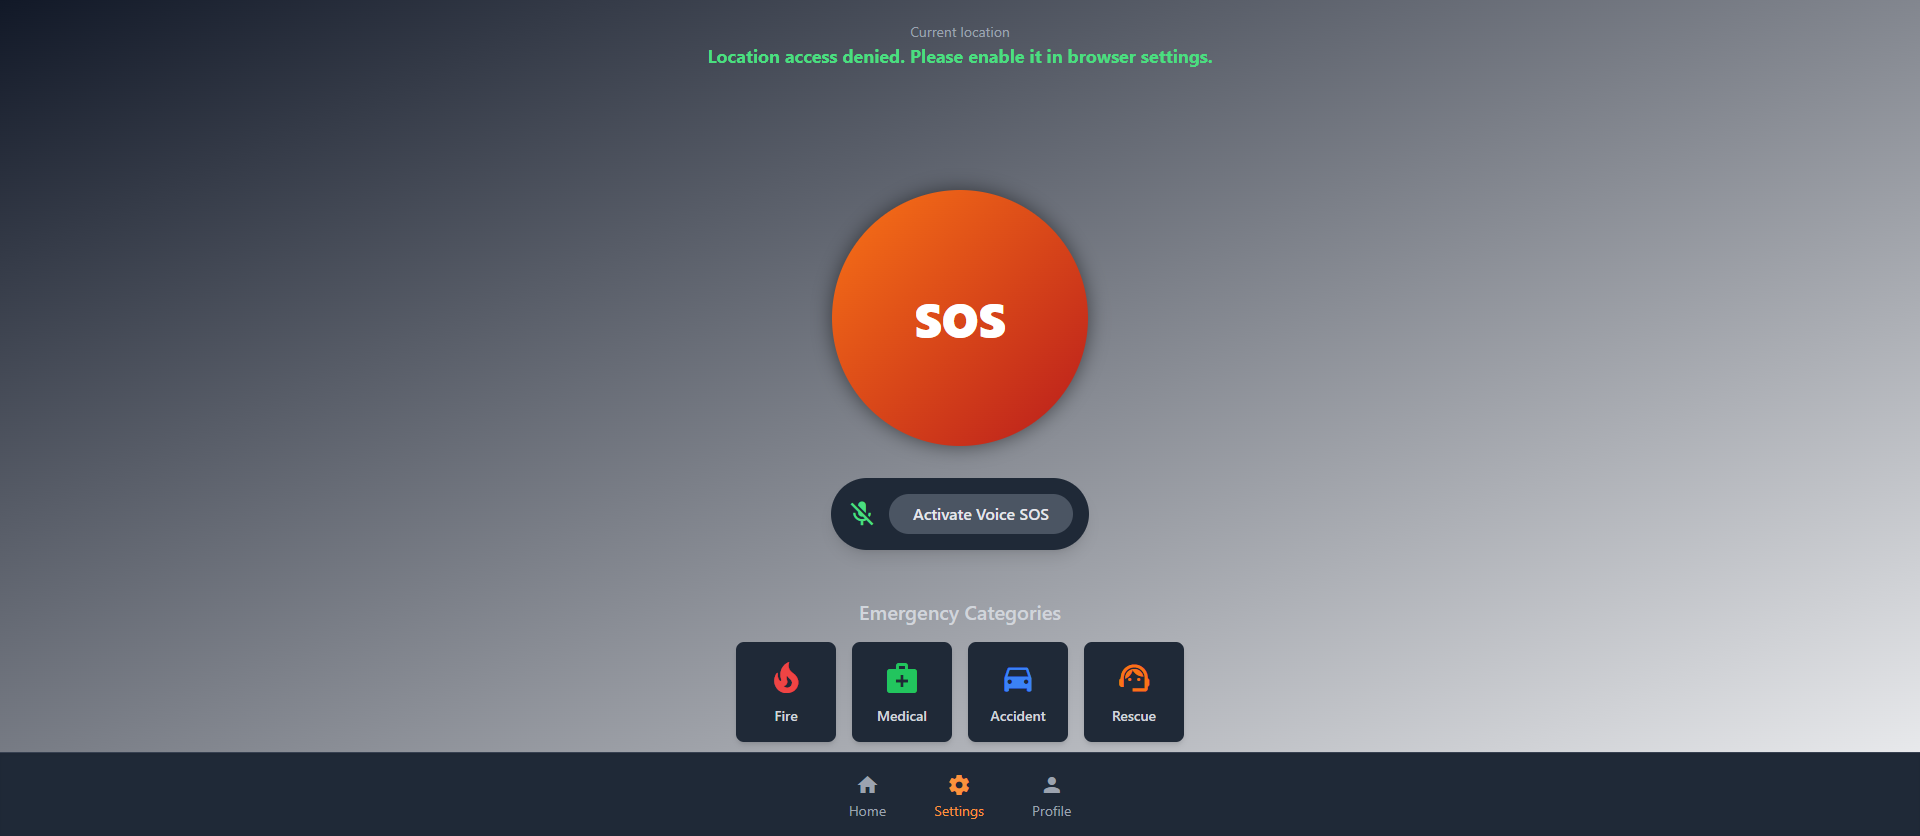 Current location
Location access denied. Please enable it in browser settings.
SOS
Activate Voice SOS
Emergency Categories
Fire
Medical
Accident
Rescue
Home
Settings
Profile